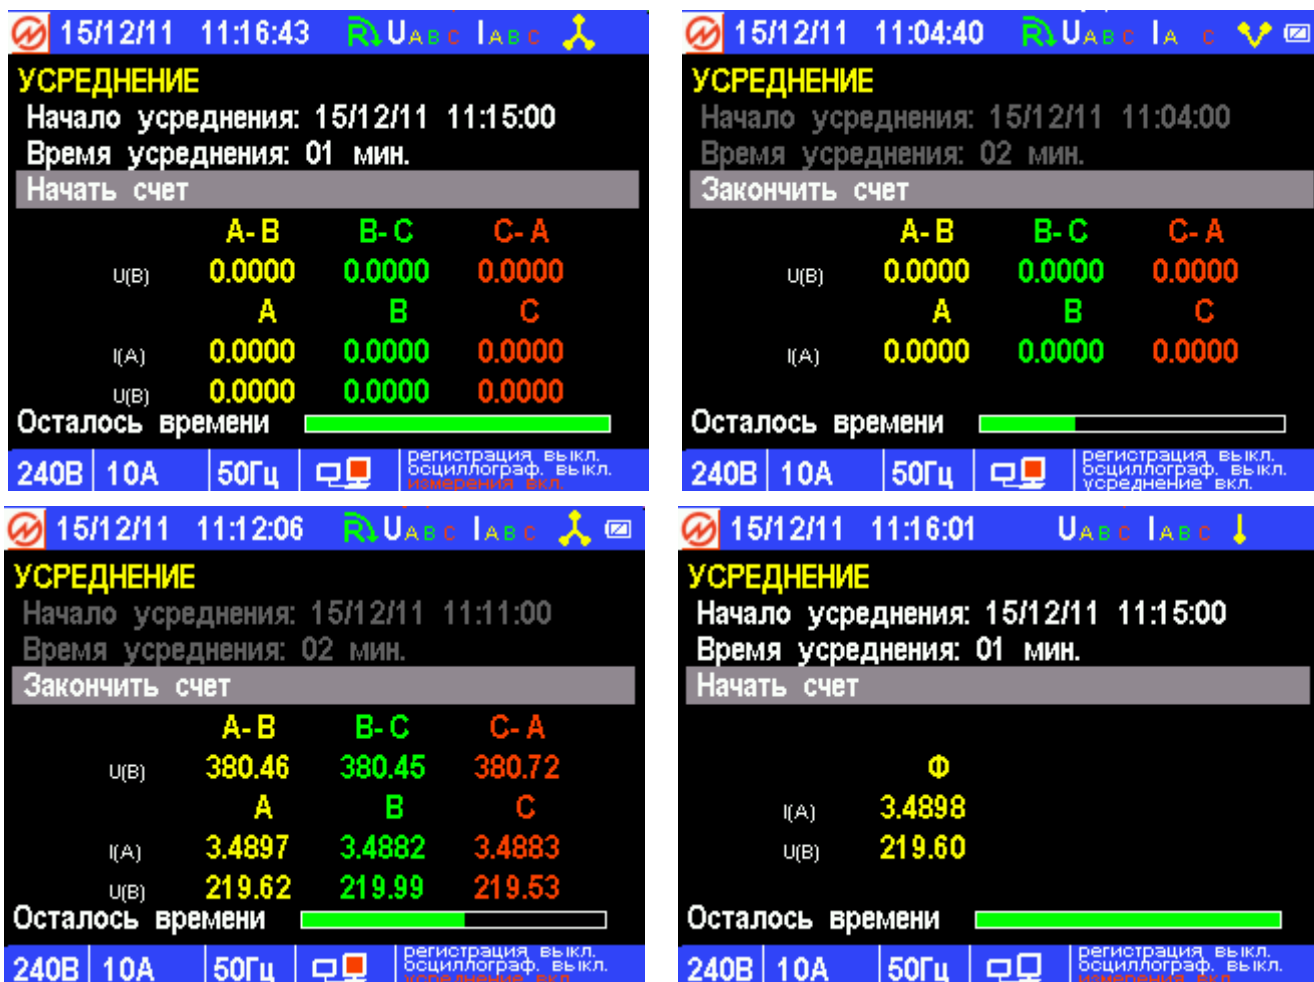 15/12/11 11:16:43 R UABC IABC
УСРЕДНЕНИЕ
Начало усреднения: 15/12/11 11:15:00
Время усреднения: 01 мин.
Начать счет
A-B B-C C-A
U(B) 0.0000 0.0000 0.0000
A B C
I(A) 0.0000 0.0000 0.0000
U(B) 0.0000 0.0000 0.0000
Осталось времени
240В 10А 50Гц регистрация выкл.
осциллограф. выкл.
измерения вкл.
15/12/11 11:04:40 R UABC IA C
УСРЕДНЕНИЕ
Начало усреднения: 15/12/11 11:04:00
Время усреднения: 02 мин.
Закончить счет
A-B B-C C-A
U(B) 0.0000 0.0000 0.0000
A B C
I(A) 0.0000 0.0000 0.0000
Осталось времени
240В 10А 50Гц регистрация выкл.
осциллограф. выкл.
усреднение вкл.
15/12/11 11:12:06 R UABC IABC
УСРЕДНЕНИЕ
Начало усреднения: 15/12/11 11:11:00
Время усреднения: 02 мин.
Закончить счет
A-B B-C C-A
U(B) 380.46 380.45 380.72
A B C
I(A) 3.4897 3.4882 3.4883
U(B) 219.62 219.99 219.53
Осталось времени
240В 10А 50Гц регистрация выкл.
осциллограф. выкл.
усреднение вкл.
15/12/11 11:16:01 UABC IABC
УСРЕДНЕНИЕ
Начало усреднения: 15/12/11 11:15:00
Время усреднения: 01 мин.
Начать счет
Ф
I(A) 3.4898
U(B) 219.60
Осталось времени
240В 10А 50Гц регистрация выкл.
осциллограф. выкл.
измерения вкл.